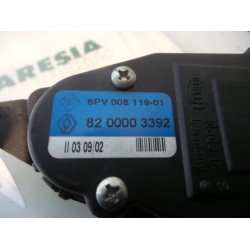 ARESIA
6PV 008 119-01
82 0000 3392
II 03 09/02